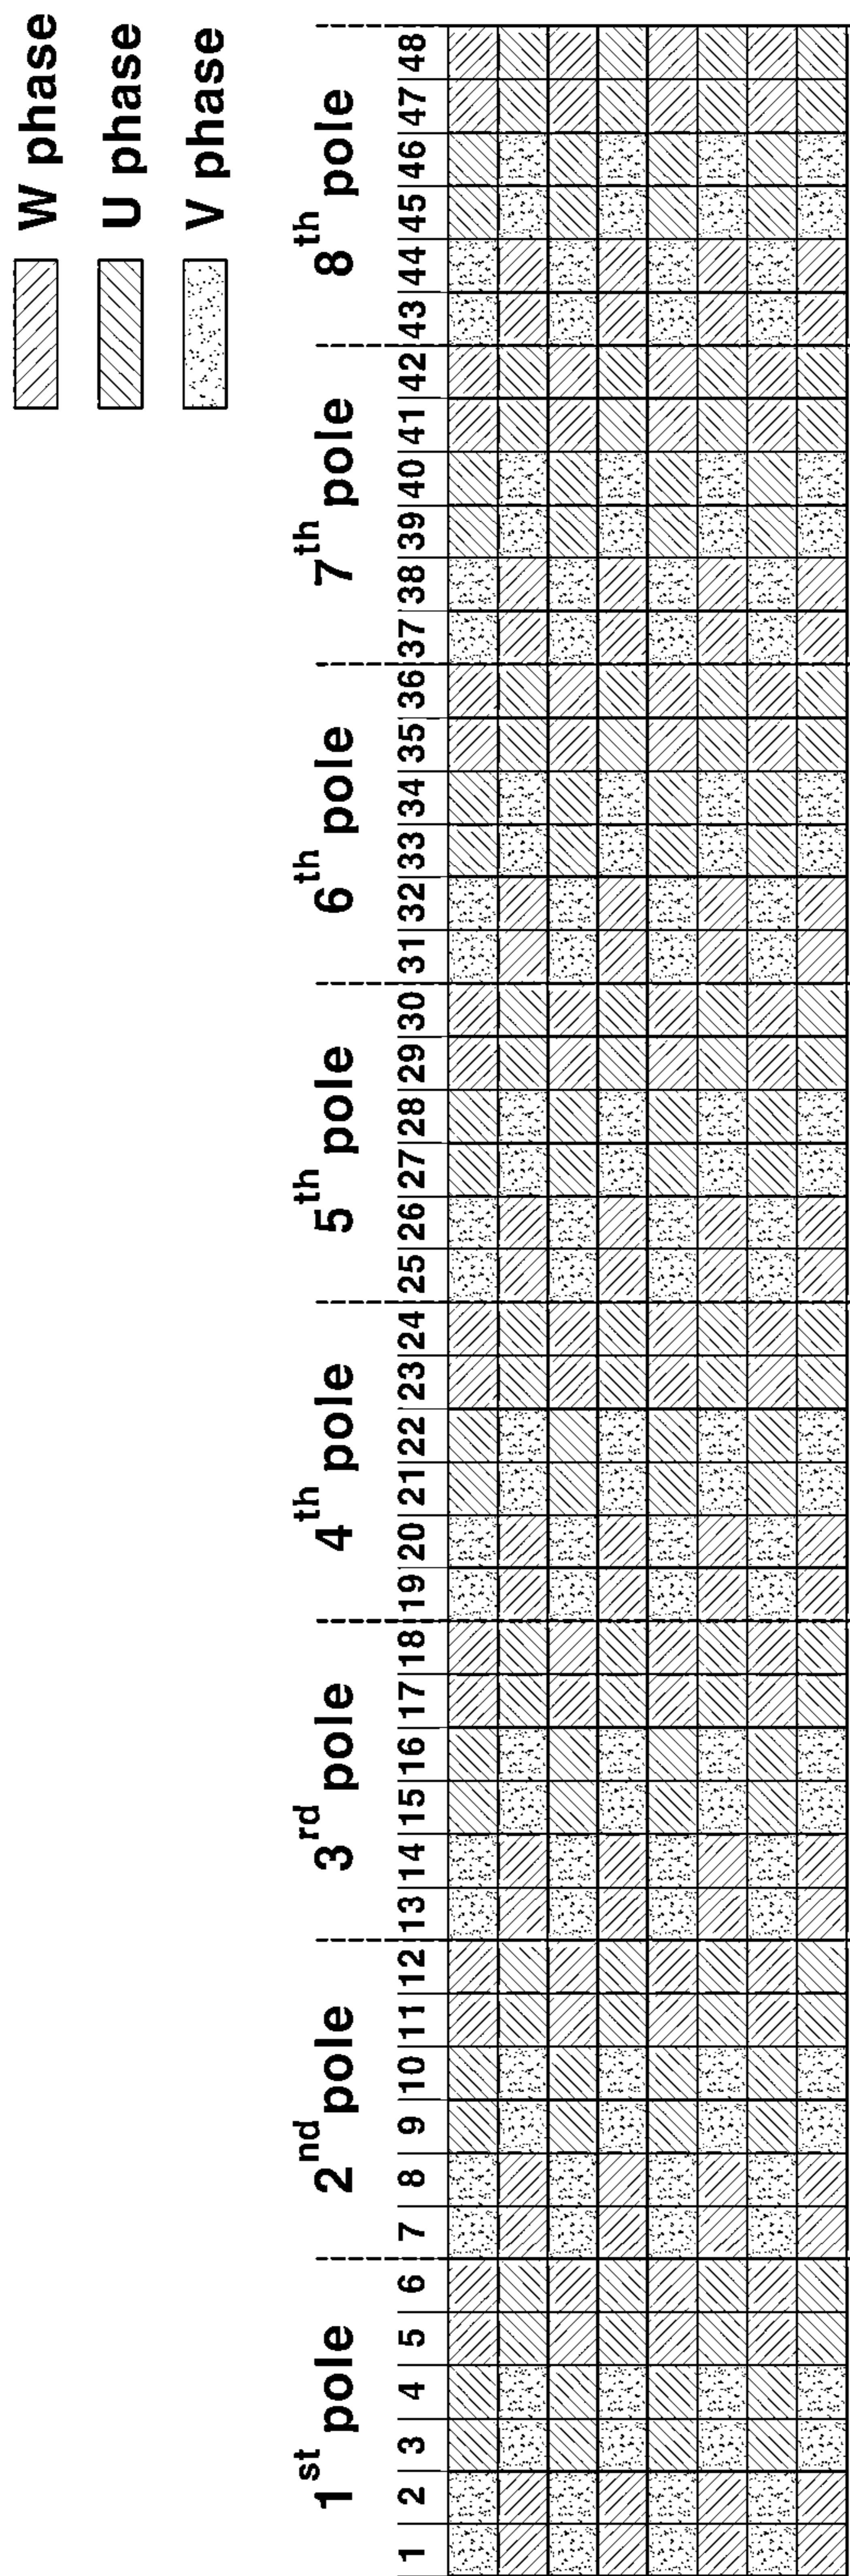 W phase
U phase
V phase
1st pole 2nd pole 3rd pole 4th pole 5th pole 6th pole 7th pole 8th pole
1 2 3 4 5 6 7 8 9 10 11 12 13 14 15 16 17 18 19 20 21 22 23 24 25 26 27 28 29 30 31 32 33 34 35 36 37 38 39 40 41 42 43 44 45 46 47 48